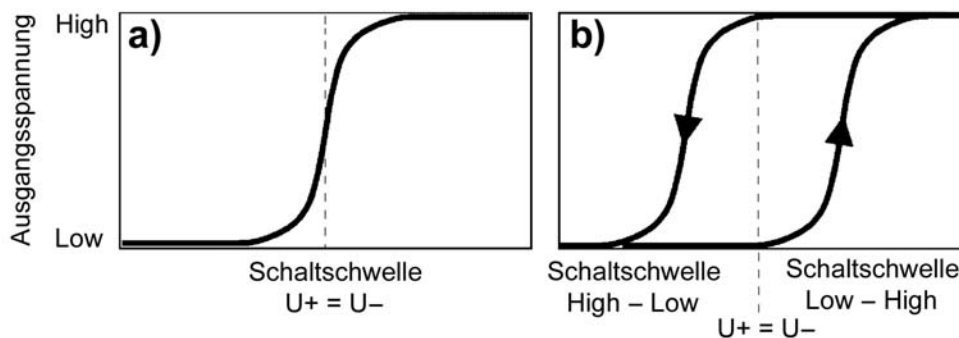 Ausgangsspannung
High
Low
a)
Schaltschwelle
U+ = U–
b)
Schaltschwelle
High – Low
Schaltschwelle
Low – High
U+ = U–